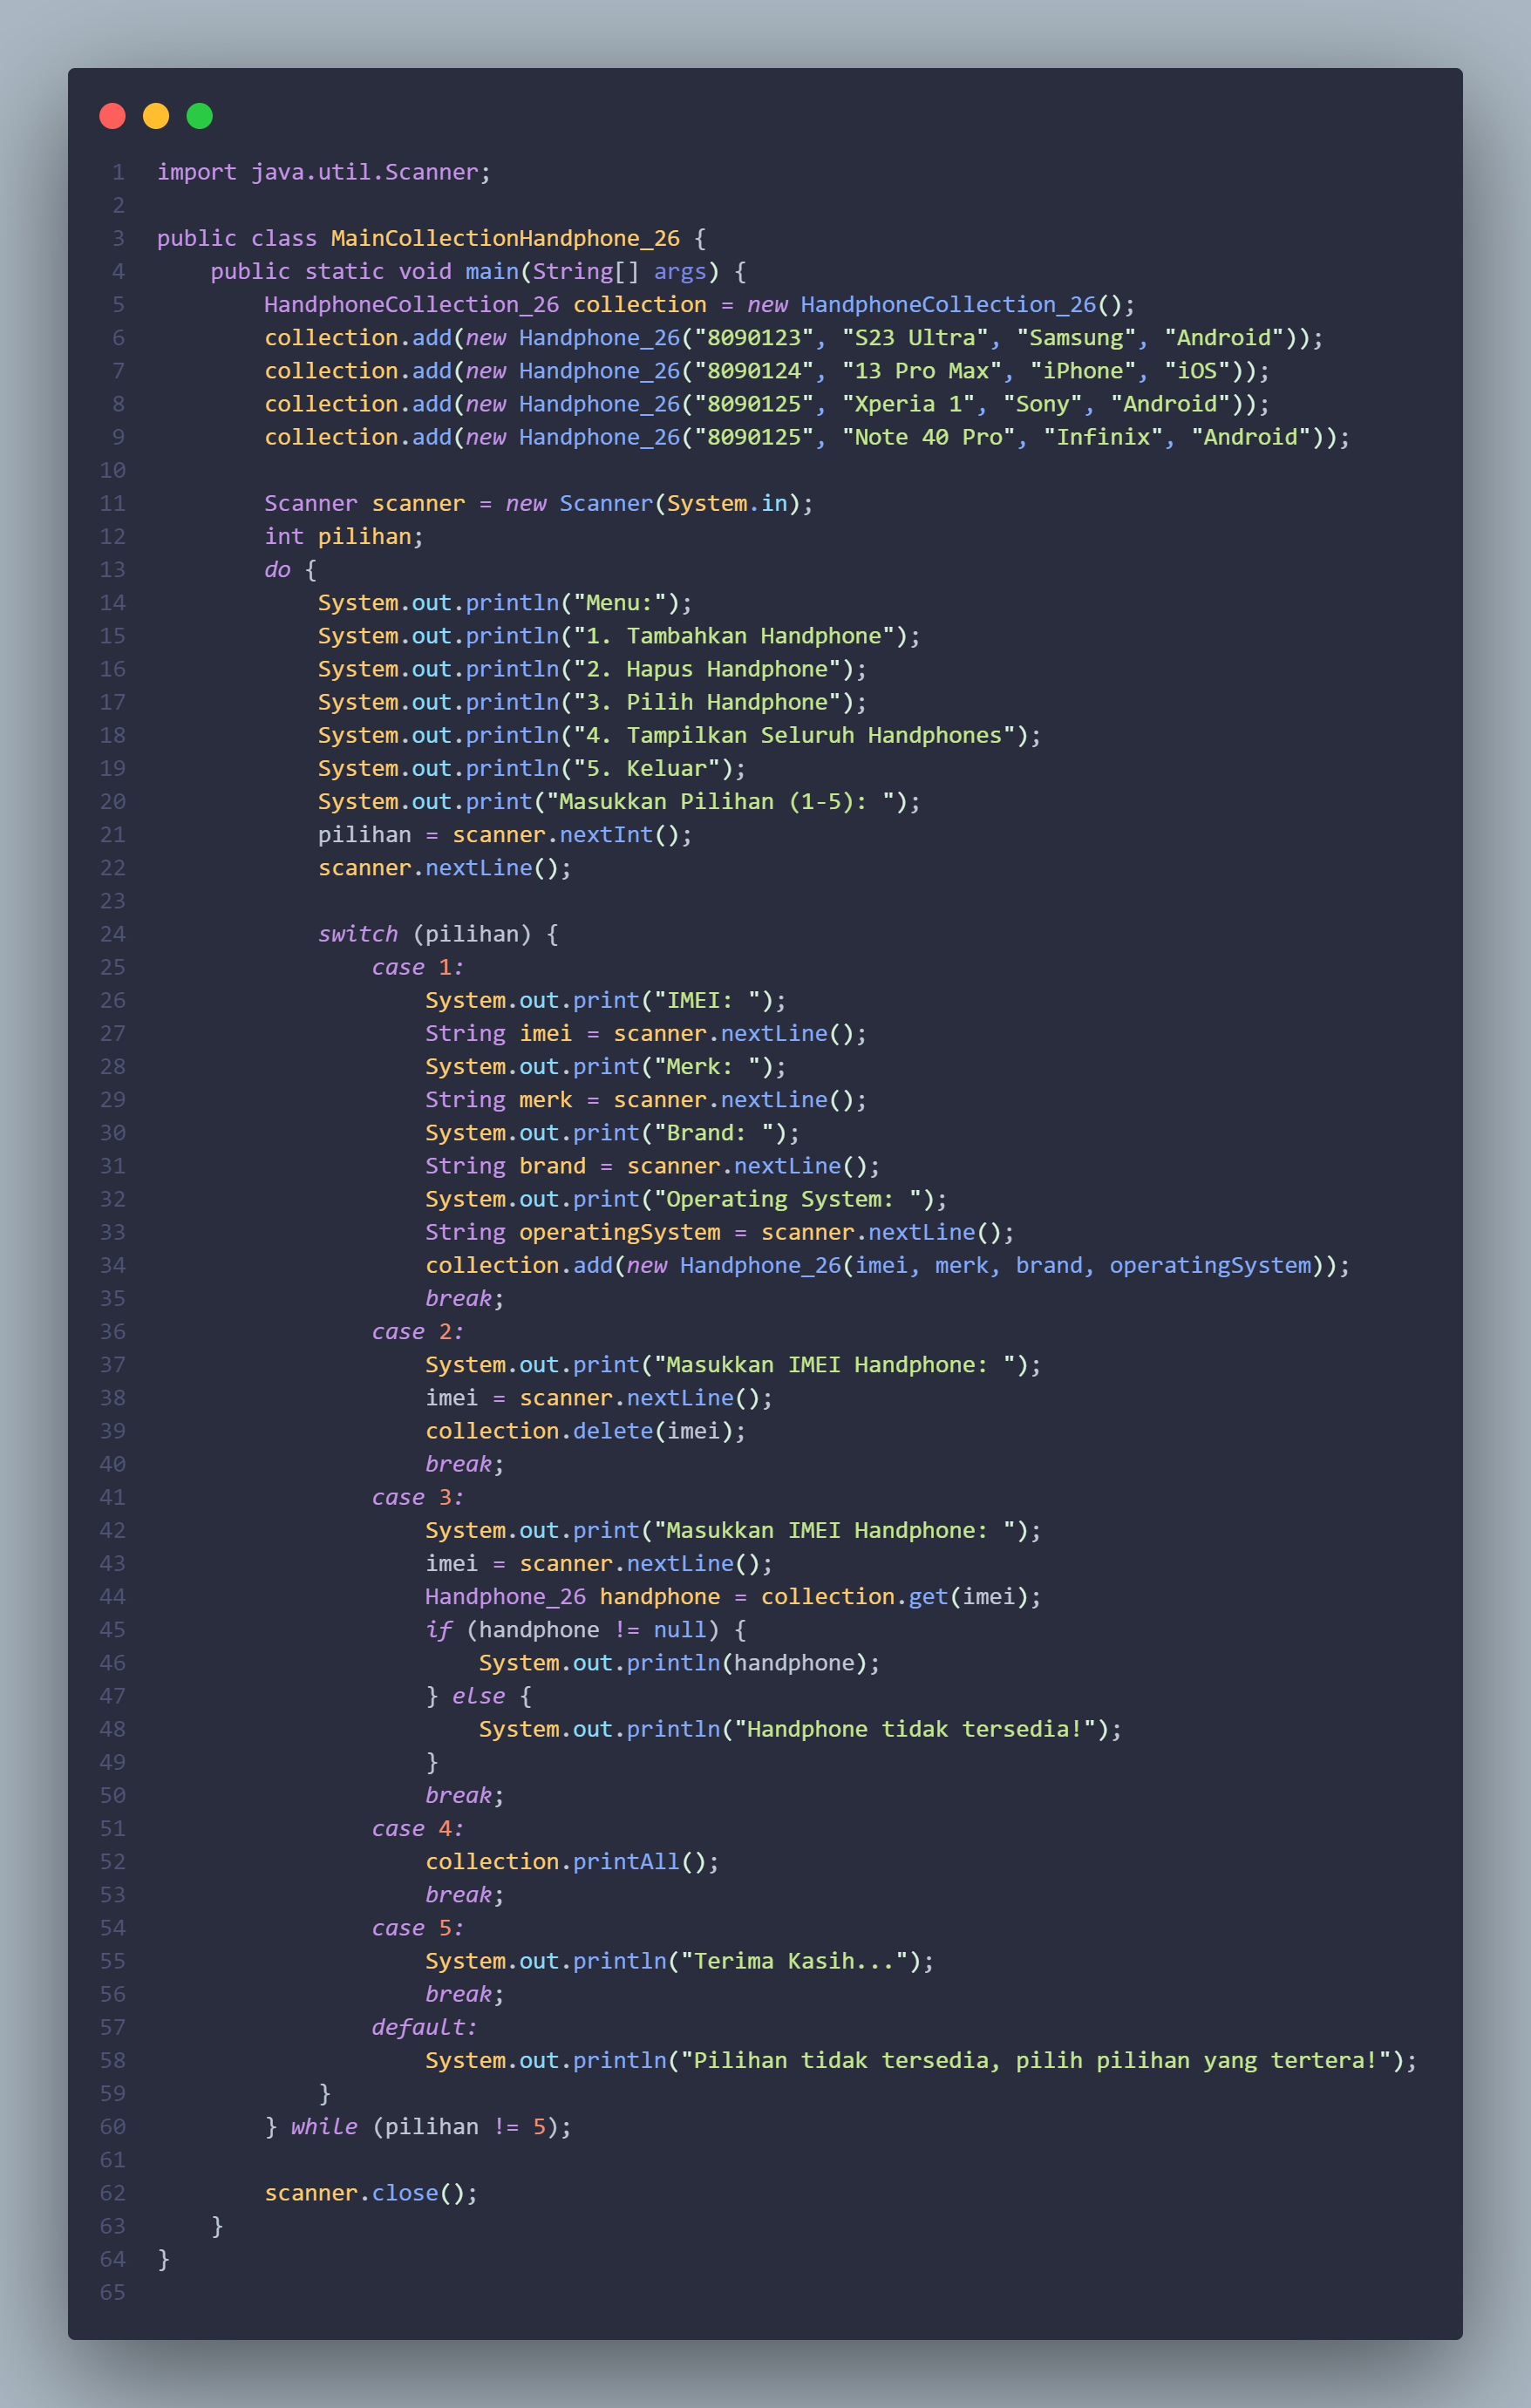 1 import java.util.Scanner;
2
3 public class MainCollectionHandphone_26 {
4     public static void main(String[] args) {
5         HandphoneCollection_26 collection = new HandphoneCollection_26();
6         collection.add(new Handphone_26("8090123", "S23 Ultra", "Samsung", "Android"));
7         collection.add(new Handphone_26("8090124", "13 Pro Max", "iPhone", "iOS"));
8         collection.add(new Handphone_26("8090125", "Xperia 1", "Sony", "Android"));
9         collection.add(new Handphone_26("8090125", "Note 40 Pro", "Infinix", "Android"));
10
11         Scanner scanner = new Scanner(System.in);
12         int pilihan;
13         do {
14             System.out.println("Menu:");
15             System.out.println("1. Tambahkan Handphone");
16             System.out.println("2. Hapus Handphone");
17             System.out.println("3. Pilih Handphone");
18             System.out.println("4. Tampilkan Seluruh Handphones");
19             System.out.println("5. Keluar");
20             System.out.print("Masukkan Pilihan (1-5): ");
21             pilihan = scanner.nextInt();
22             scanner.nextLine();
23
24             switch (pilihan) {
25                 case 1:
26                     System.out.print("IMEI: ");
27                     String imei = scanner.nextLine();
28                     System.out.print("Merk: ");
29                     String merk = scanner.nextLine();
30                     System.out.print("Brand: ");
31                     String brand = scanner.nextLine();
32                     System.out.print("Operating System: ");
33                     String operatingSystem = scanner.nextLine();
34                     collection.add(new Handphone_26(imei, merk, brand, operatingSystem));
35                     break;
36                 case 2:
37                     System.out.print("Masukkan IMEI Handphone: ");
38                     imei = scanner.nextLine();
39                     collection.delete(imei);
40                     break;
41                 case 3:
42                     System.out.print("Masukkan IMEI Handphone: ");
43                     imei = scanner.nextLine();
44                     Handphone_26 handphone = collection.get(imei);
45                     if (handphone != null) {
46                         System.out.println(handphone);
47                     } else {
48                         System.out.println("Handphone tidak tersedia!");
49                     }
50                     break;
51                 case 4:
52                     collection.printAll();
53                     break;
54                 case 5:
55                     System.out.println("Terima Kasih...");
56                     break;
57                 default:
58                     System.out.println("Pilihan tidak tersedia, pilih pilihan yang tertera!");
59             }
60         } while (pilihan != 5);
61
62         scanner.close();
63     }
64 }
65